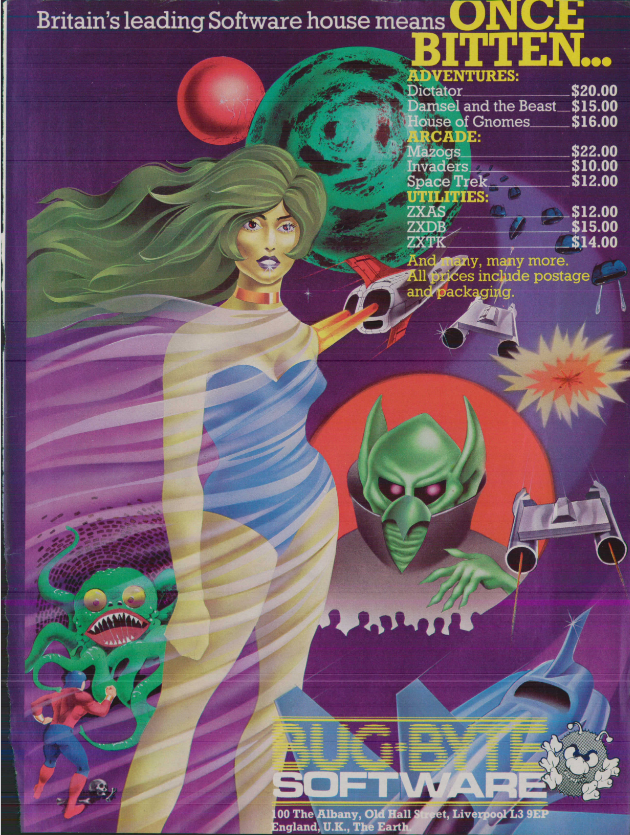 Britain's leading Software house means ONCE
BITTEN...
ADVENTURES:
Dictator $20.00
Damsel and the Beast $15.00
House of Gnomes $16.00
ARCADE:
Mazogs $22.00
Invaders $10.00
Space Trek $12.00
UTILITIES:
ZXAS $12.00
ZXDB $15.00
ZXTK $14.00
And many, many more.
All prices include postage
and packaging.
BUG-BYTE
SOFTWARE
100 The Albany, Old Hall Street, Liverpool L3 9EP
England, U.K., The Earth.